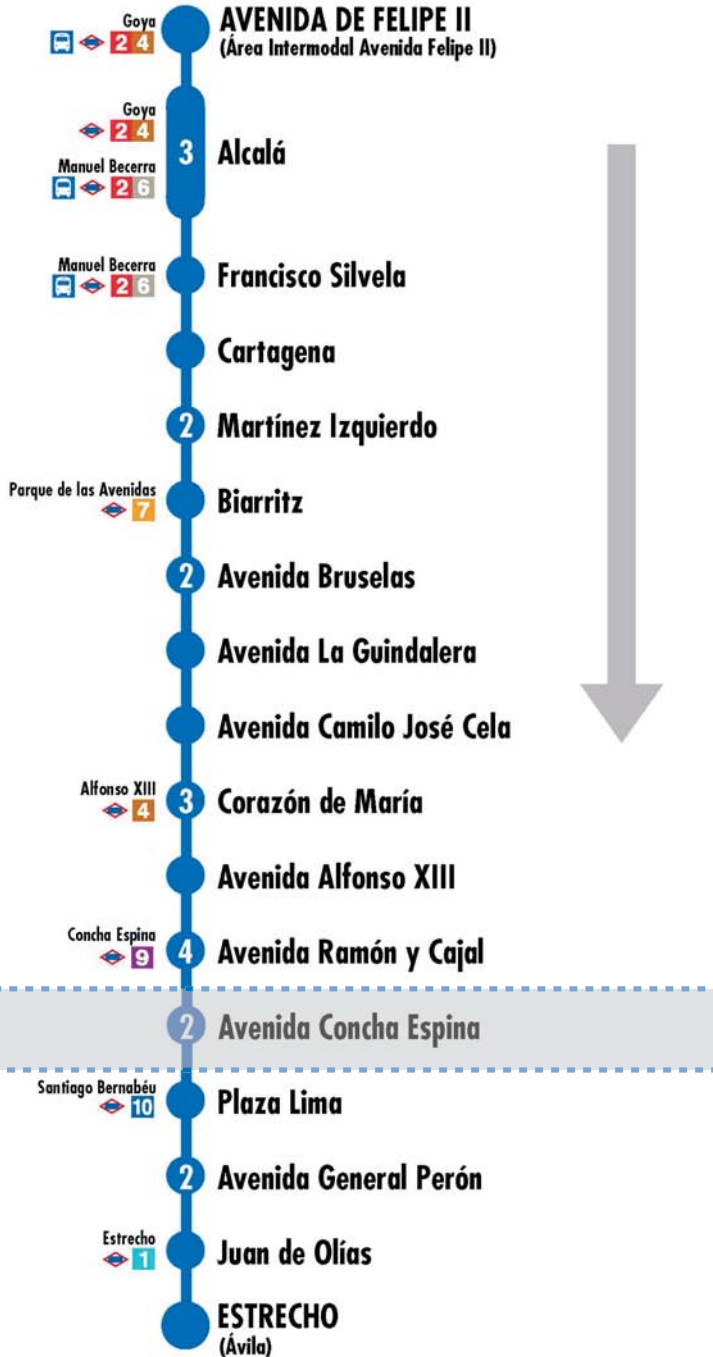 Goya
2 4
AVENIDA DE FELIPE II
(Área Intermodal Avenida Felipe II)
Goya
2 4
3
Alcalá
Manuel Becerra
2 6
Manuel Becerra
2 6
Francisco Silvela
Cartagena
2
Martínez Izquierdo
Parque de las Avenidas
7
Biarritz
2
Avenida Bruselas
Avenida La Guindalera
Avenida Camilo José Cela
Alfonso XIII
4
3
Corazón de María
Avenida Alfonso XIII
Concha Espina
9
4
Avenida Ramón y Cajal
2
Avenida Concha Espina
Santiago Bernabéu
10
Plaza Lima
2
Avenida General Perón
Estrecho
1
Juan de Olías
ESTRECHO
(Ávila)